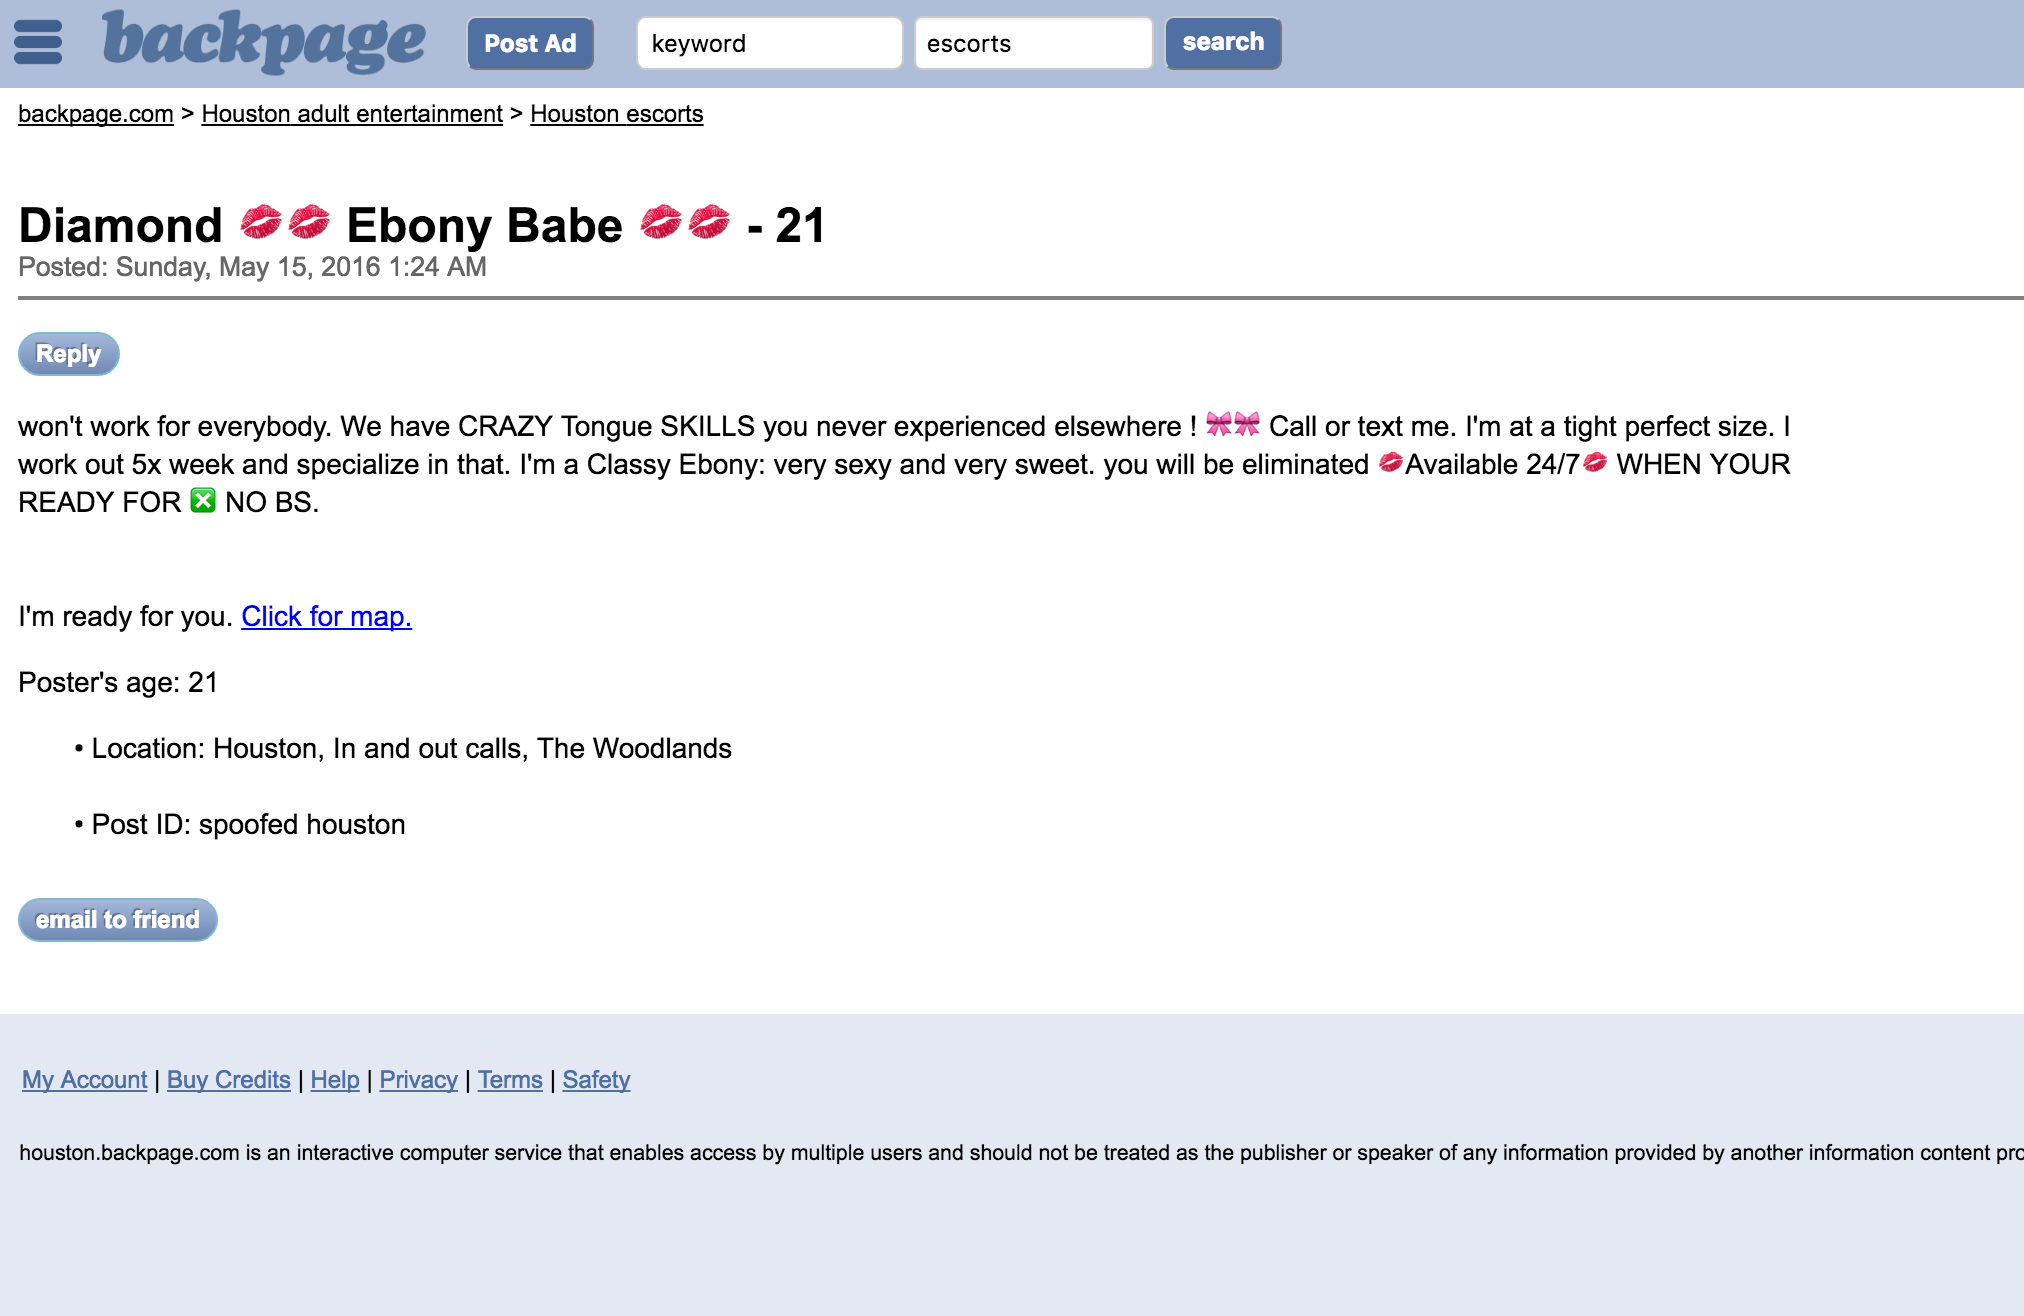 backpage Post Ad keyword escorts search
backpage.com > Houston adult entertainment > Houston escorts
Diamond 💋💋 Ebony Babe 💋💋 - 21
Posted: Sunday, May 15, 2016 1:24 AM
Reply
won't work for everybody. We have CRAZY Tongue SKILLS you never experienced elsewhere ! 🎀🎀 Call or text me. I'm at a tight perfect size. I
work out 5x week and specialize in that. I'm a Classy Ebony: very sexy and very sweet. you will be eliminated 💋Available 24/7💋 WHEN YOUR
READY FOR ❎ NO BS.
I'm ready for you. Click for map.
Poster's age: 21
• Location: Houston, In and out calls, The Woodlands
• Post ID: spoofed houston
email to friend
My Account | Buy Credits | Help | Privacy | Terms | Safety
houston.backpage.com is an interactive computer service that enables access by multiple users and should not be treated as the publisher or speaker of any information provided by another information content